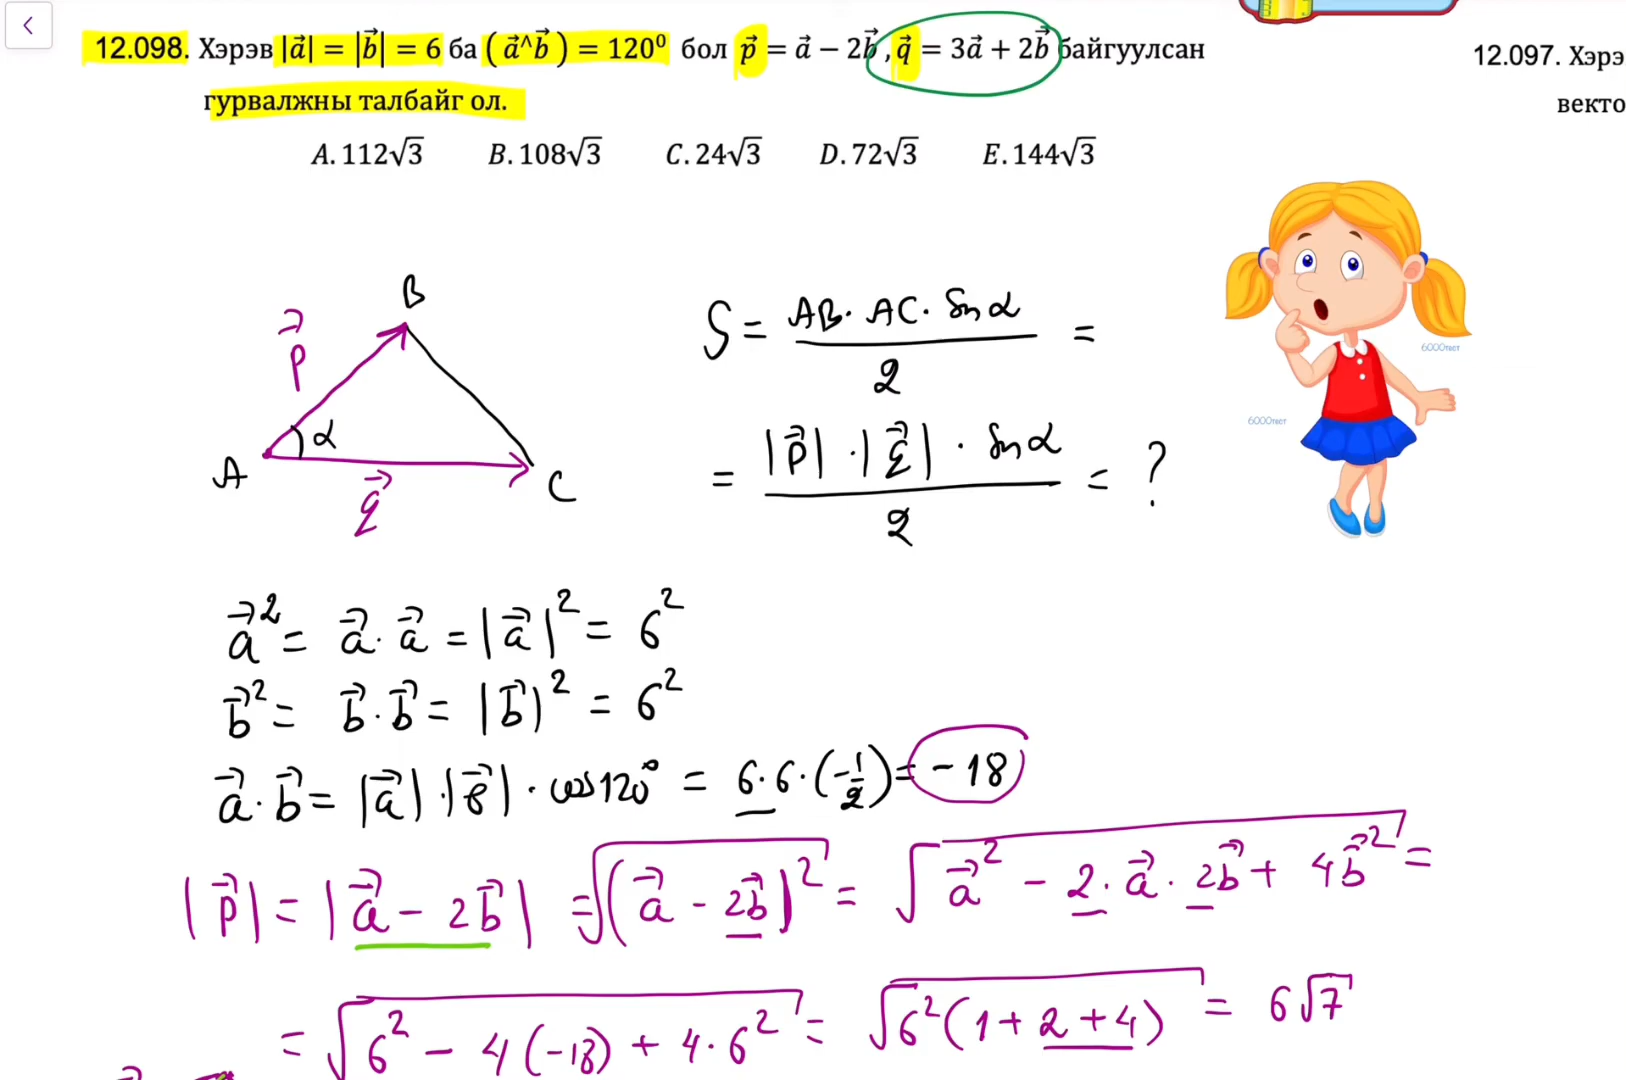 12.098. Хэрэв |a⃗| = |b⃗| = 6 ба (a⃗^b⃗) = 120⁰ бол p⃗ = a⃗ − 2b⃗, q⃗ = 3a⃗ + 2b⃗ байгуулсан
гурвалжны талбайг ол.
A. 112√3 B. 108√3 C. 24√3 D. 72√3 E. 144√3
12.097. Хэрэ
векто
B
p⃗
α
A
q⃗
C
S = AB · AC · Sin α / 2 =
= |p⃗| · |q⃗| · Sin α / 2 = ?
6000тест
6000тест
a⃗² = a⃗ · a⃗ = |a⃗|² = 6²
b⃗² = b⃗ · b⃗ = |b⃗|² = 6²
a⃗ · b⃗ = |a⃗| · |b⃗| · cos 120° = 6 · 6 · (−1/2) = −18
|p⃗| = |a⃗ − 2b⃗| = √(a⃗ − 2b⃗)² = √a⃗² − 2 · a⃗ · 2b⃗ + 4b⃗² =
= √6² − 4(−18) + 4 · 6² = √6²(1 + 2 + 4) = 6√7